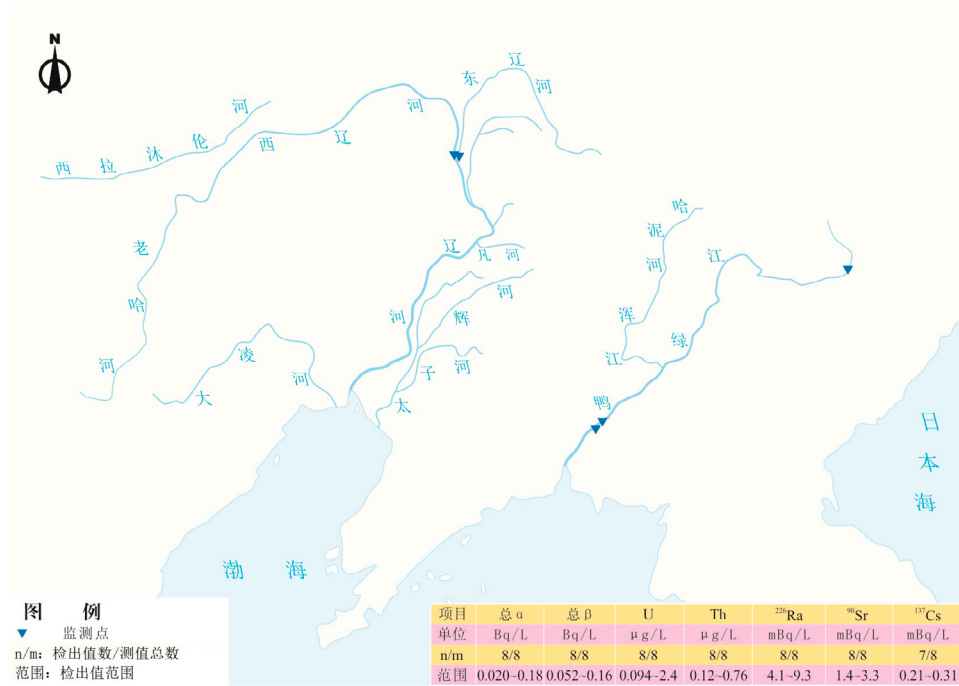 N
东辽河
西辽河
西拉沐伦河
老哈河
大凌河
辽河
凡河
辉河
太子河
哈泥河
浑江
鸭绿江
日本海
渤海
图 例
监测点
n/m: 检出值数/测值总数
范围: 检出值范围
项目 总α 总β U Th ²²⁶Ra ⁹⁰Sr ¹³⁷Cs
单位 Bq/L Bq/L μg/L μg/L mBq/L mBq/L mBq/L
n/m 8/8 8/8 8/8 8/8 8/8 8/8 7/8
范围 0.020~0.18 0.052~0.16 0.094~2.4 0.12~0.76 4.1~9.3 1.4~3.3 0.21~0.31